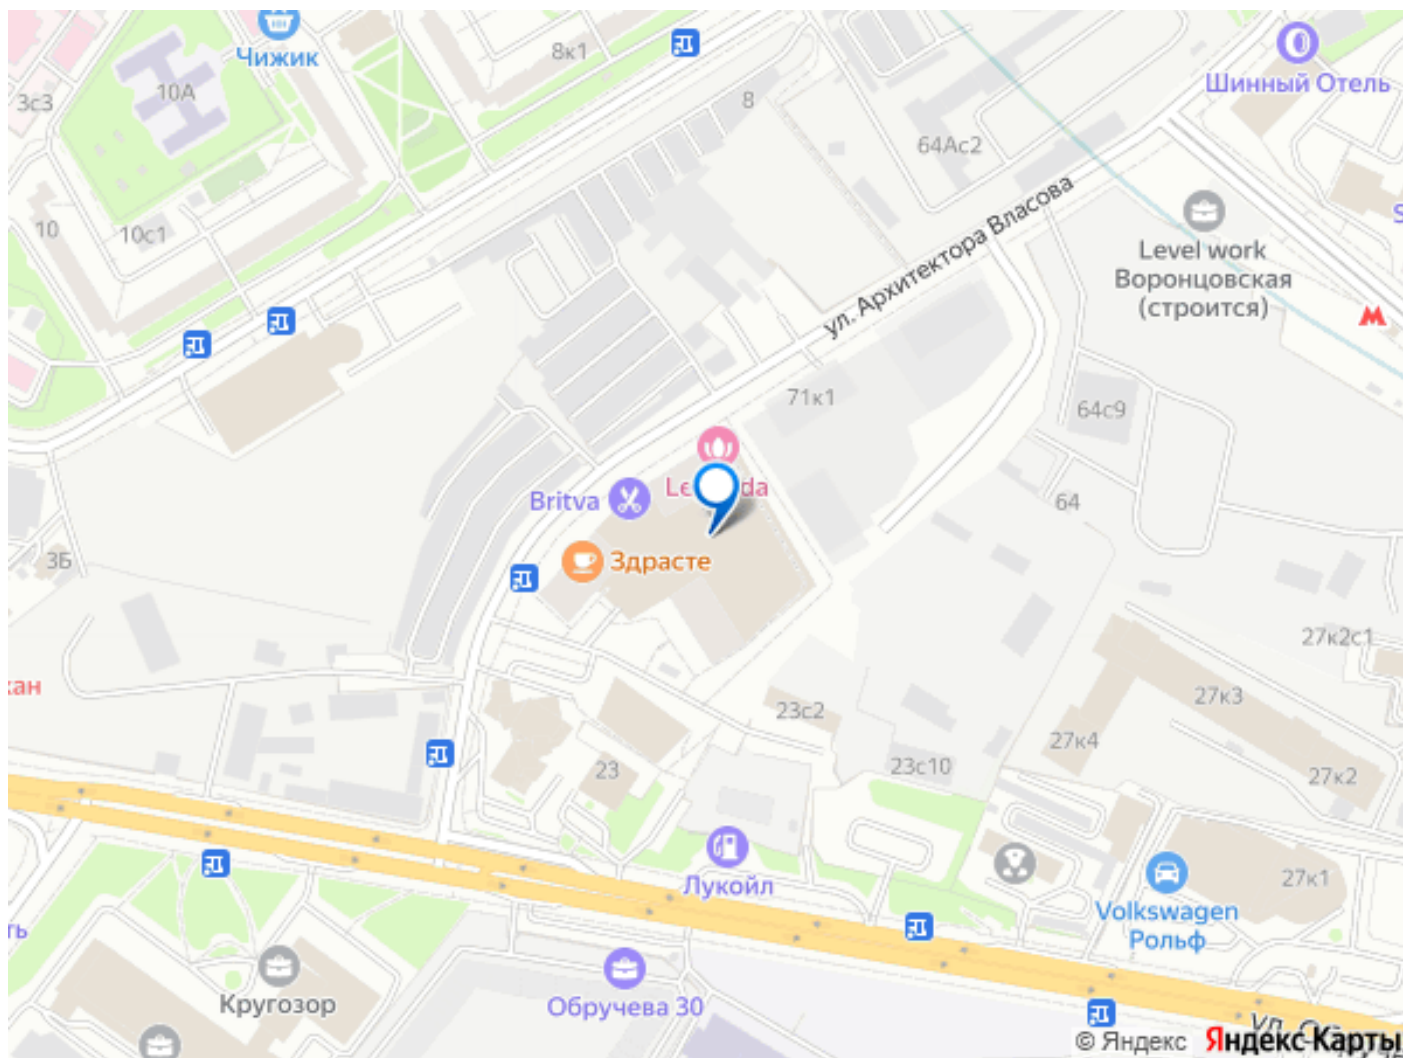 Чижик
8к1
Шинный Отель
10А
3с3
8
64Ас2
ул. Архитектора Власова
10
10с1
Level work
Воронцовская
(строится)
71к1
64с9
Britva
64
Здрасте
3Б
27к2с1
27к3
23с2
27к4
23
23с10
27к2
Лукойл
27к1
Volkswagen
Рольф
Кругозор
Обручева 30
© Яндекс
Яндекс Карты